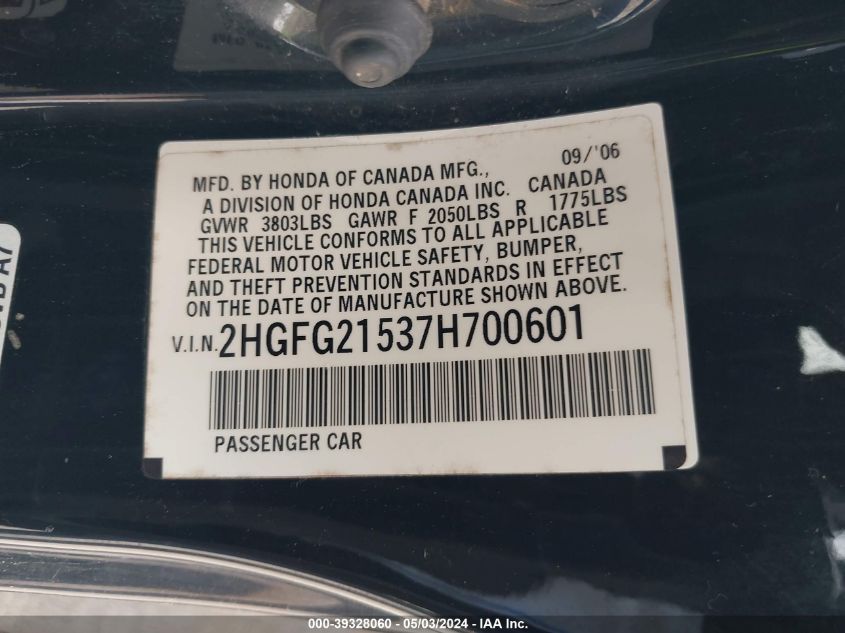 MFD. BY HONDA OF CANADA MFG., 09/'06
A DIVISION OF HONDA CANADA INC. CANADA
GVWR 3803LBS GAWR F 2050LBS R 1775LBS
THIS VEHICLE CONFORMS TO ALL APPLICABLE
FEDERAL MOTOR VEHICLE SAFETY, BUMPER,
AND THEFT PREVENTION STANDARDS IN EFFECT
ON THE DATE OF MANUFACTURE SHOWN ABOVE.
V.I.N. 2HGFG21537H700601
PASSENGER CAR
000-39328060 - 05/03/2024 - IAA Inc.